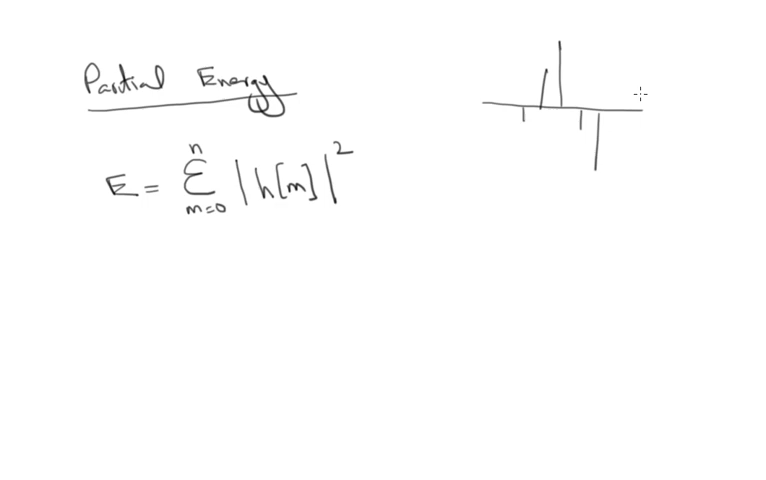 Partial Energy
E = Σ_{m=0}^{n} |h[m]|^2